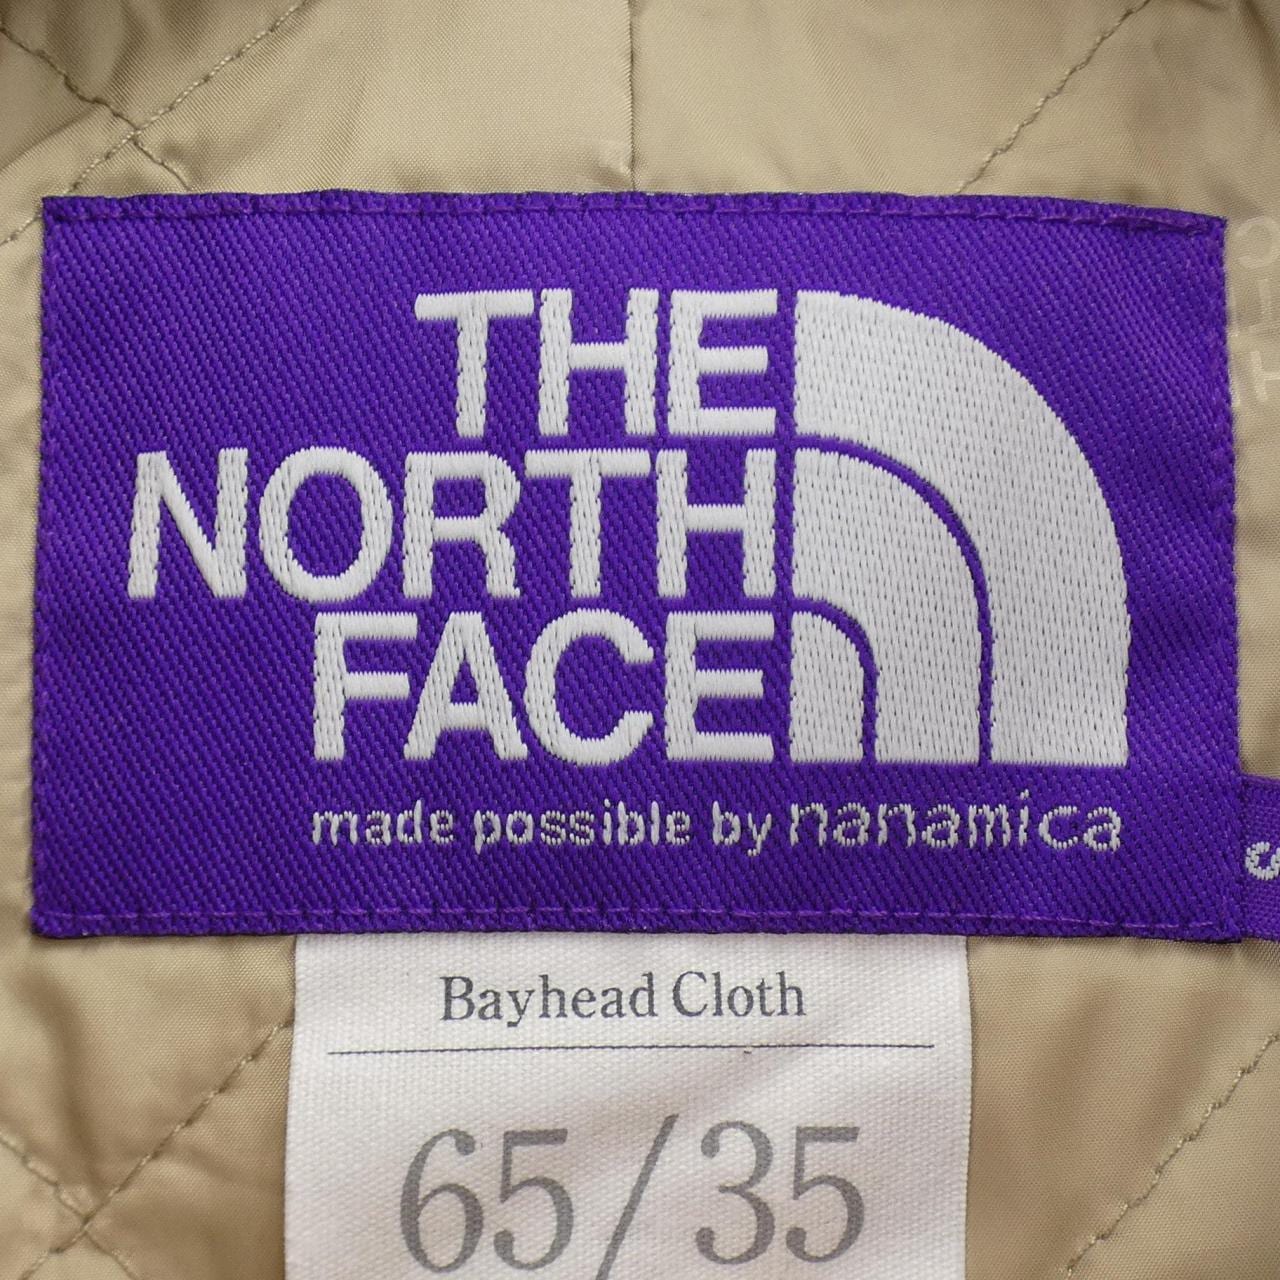 THE
NORTH
FACE
made possible by nanamica
S
Bayhead Cloth
65/35